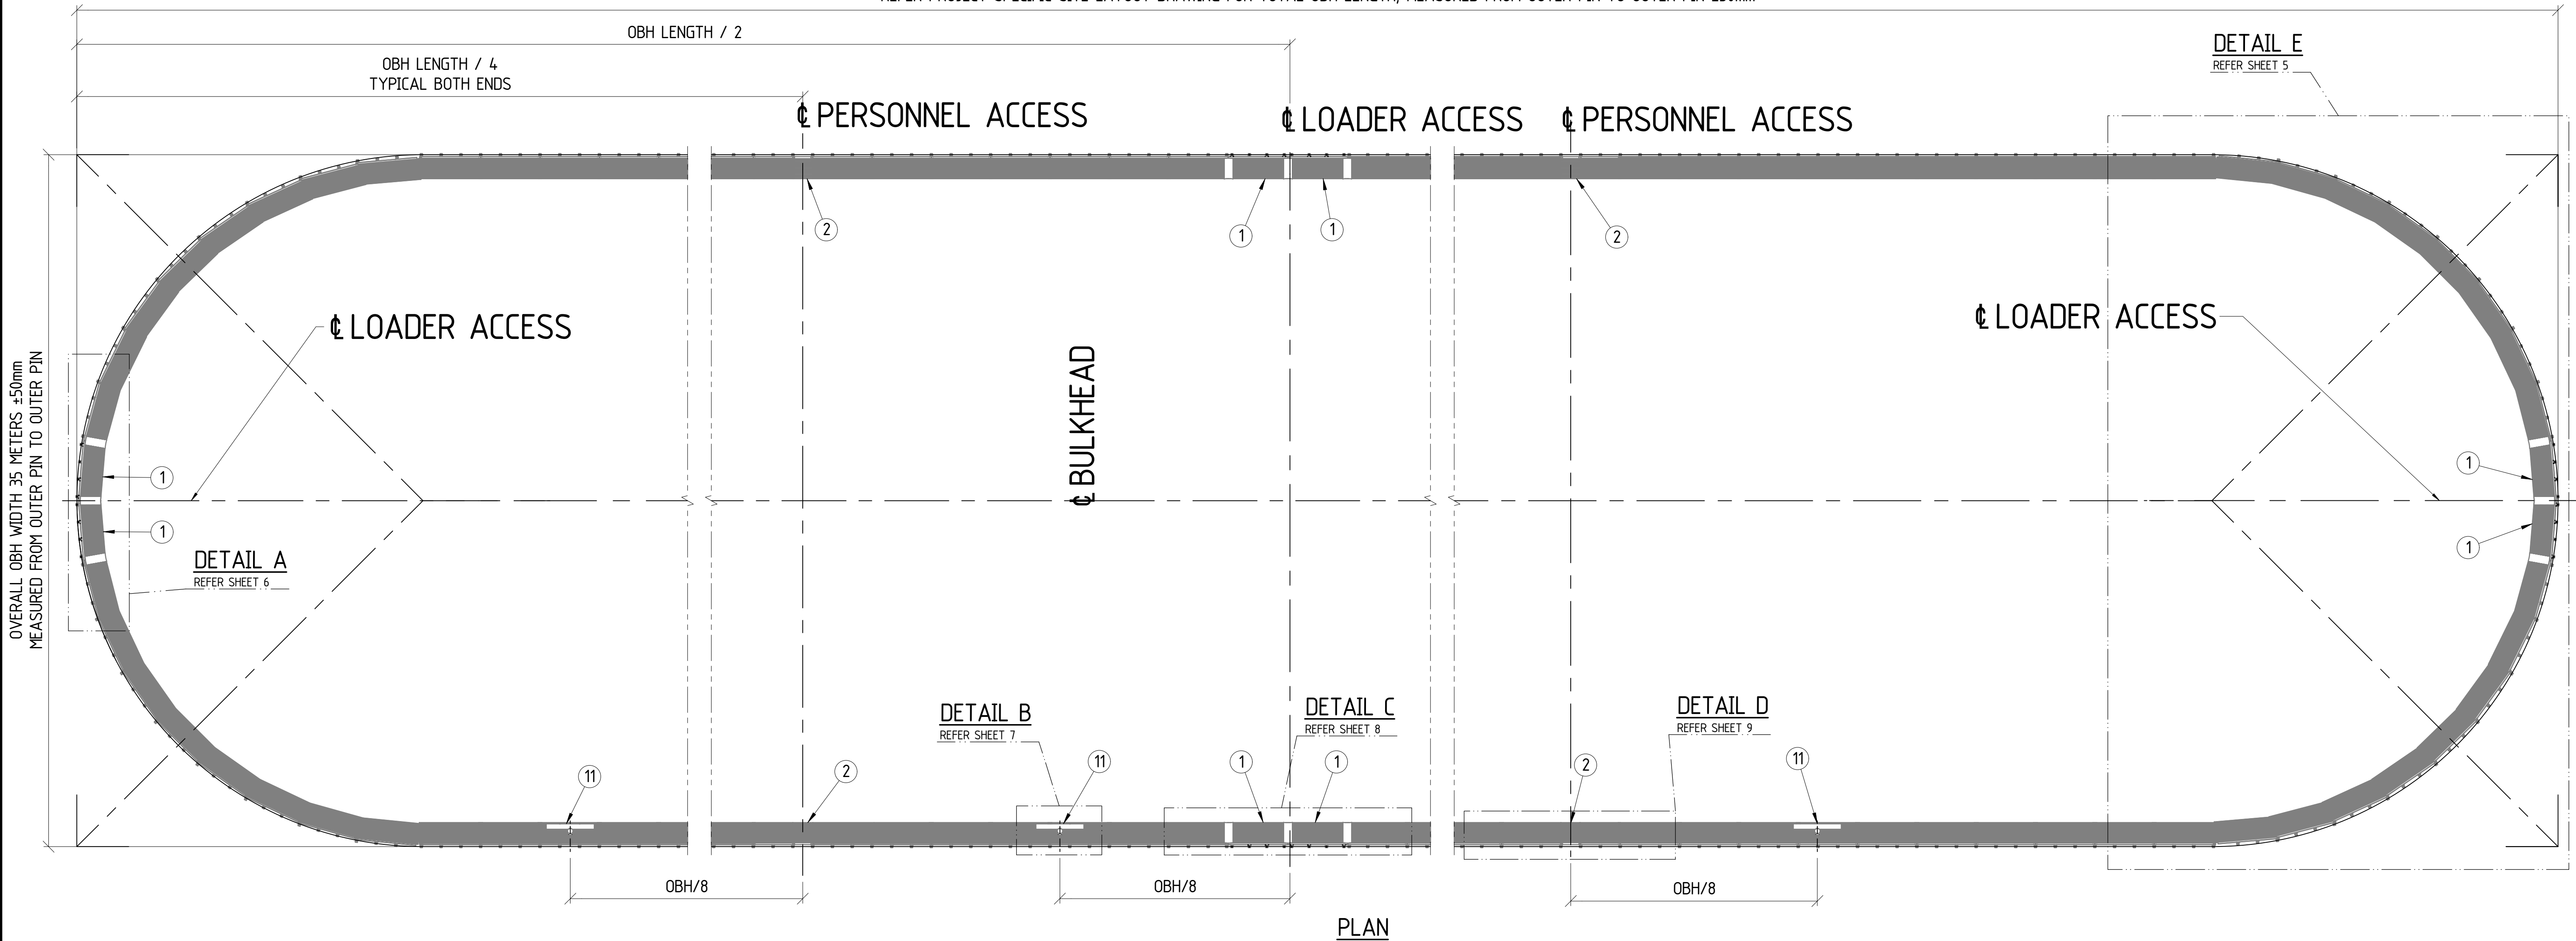 OBH LENGTH / 2
DETAIL E
REFER SHEET 5
OBH LENGTH / 4
TYPICAL BOTH ENDS
℄ PERSONNEL ACCESS
℄ LOADER ACCESS
℄ PERSONNEL ACCESS
2
1
1
2
℄ LOADER ACCESS
℄ LOADER ACCESS
OVERALL OBH WIDTH 35 METERS ±50mm
MEASURED FROM OUTER PIN TO OUTER PIN
℄ BULKHEAD
1
1
1
1
DETAIL A
REFER SHEET 6
DETAIL B
REFER SHEET 7
DETAIL C
REFER SHEET 8
DETAIL D
REFER SHEET 9
11
2
11
1
1
2
11
OBH/8
OBH/8
OBH/8
PLAN